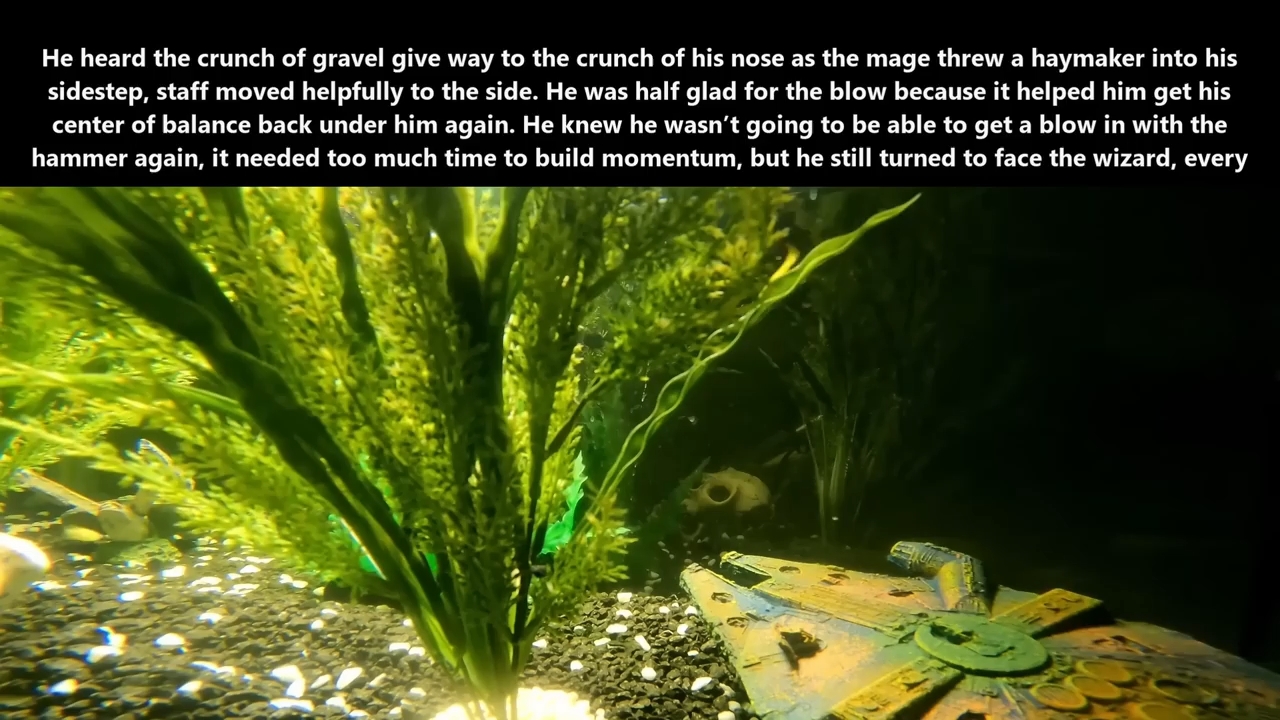 He heard the crunch of gravel give way to the crunch of his nose as the mage threw a haymaker into his
sidestep, staff moved helpfully to the side. He was half glad for the blow because it helped him get his
center of balance back under him again. He knew he wasn’t going to be able to get a blow in with the
hammer again, it needed too much time to build momentum, but he still turned to face the wizard, every